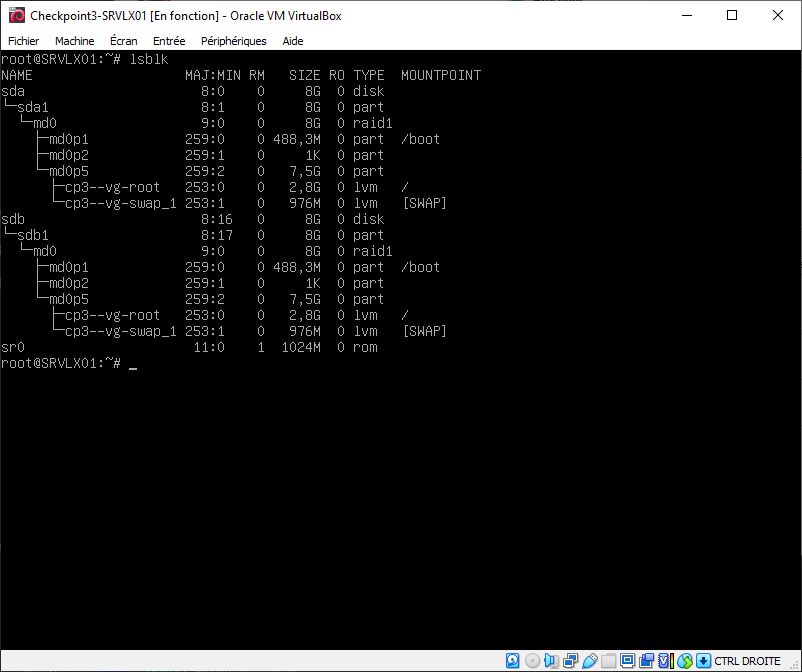 Checkpoint3-SRVLX01 [En fonction] - Oracle VM VirtualBox
Fichier Machine Écran Entrée Périphériques Aide
root@SRVLX01:~# lsblk
NAME MAJ:MIN RM SIZE RO TYPE MOUNTPOINT
sda 8:0 0 8G 0 disk
└─sda1 8:1 0 8G 0 part
  └─md0 9:0 0 8G 0 raid1
    ├─md0p1 259:0 0 488,3M 0 part /boot
    ├─md0p2 259:1 0 1K 0 part
    └─md0p5 259:2 0 7,5G 0 part
      ├─cp3--vg-root 253:0 0 2,8G 0 lvm /
      └─cp3--vg-swap_1 253:1 0 976M 0 lvm [SWAP]
sdb 8:16 0 8G 0 disk
└─sdb1 8:17 0 8G 0 part
  └─md0 9:0 0 8G 0 raid1
    ├─md0p1 259:0 0 488,3M 0 part /boot
    ├─md0p2 259:1 0 1K 0 part
    └─md0p5 259:2 0 7,5G 0 part
      ├─cp3--vg-root 253:0 0 2,8G 0 lvm /
      └─cp3--vg-swap_1 253:1 0 976M 0 lvm [SWAP]
sr0 11:0 1 1024M 0 rom
root@SRVLX01:~# _
CTRL DROITE